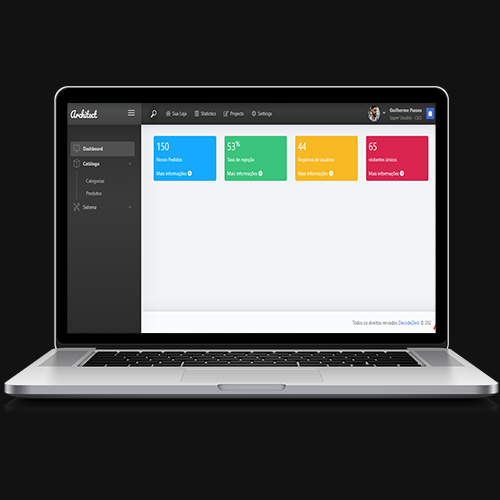 Architect
Sua Loja Statistics Projects Settings
Guilherme Passos
Super Usuário - CEO
Dashboard
Catálogo
Categorias
Produtos
Sistema
150
Novos Pedidos
Mais informações
53%
Taxa de rejeição
Mais informações
44
Registros de usuários
Mais informações
65
visitantes únicos
Mais informações
Todos os direitos reservados DecodeZero © 202